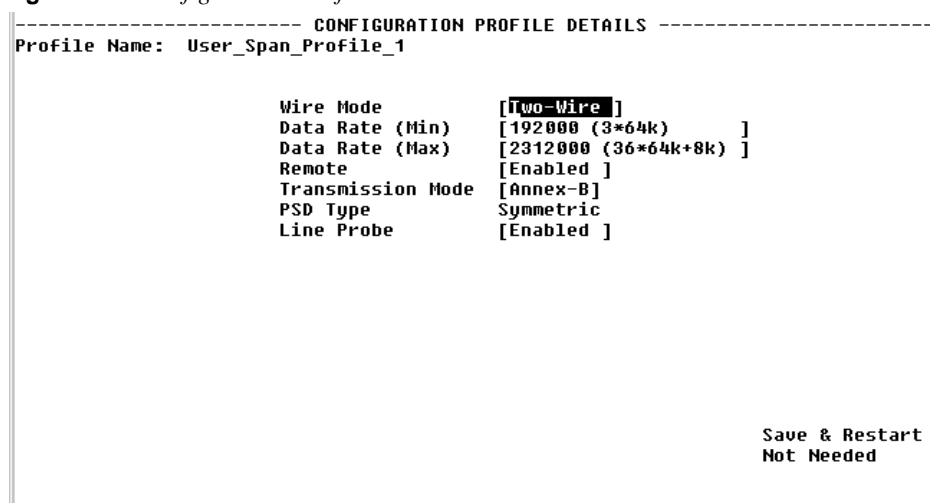 ------------------------- CONFIGURATION PROFILE DETAILS ------------------------
Profile Name: User_Span_Profile_1
Wire Mode [Two-Wire ]
Data Rate (Min) [192000 (3*64k) ]
Data Rate (Max) [2312000 (36*64k+8k) ]
Remote [Enabled ]
Transmission Mode [Annex-B]
PSD Type Symmetric
Line Probe [Enabled ]
Save & Restart
Not Needed